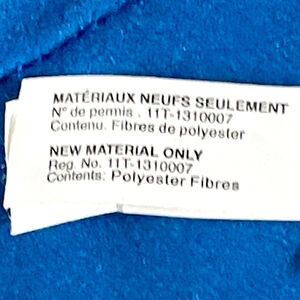 MATÉRIAUX NEUFS SEULEMENT
N° de permis . 11T-1310007
Contenu. Fibres de polyester
NEW MATERIAL ONLY
Reg. No. 11T-1310007
Contents: Polyester Fibres